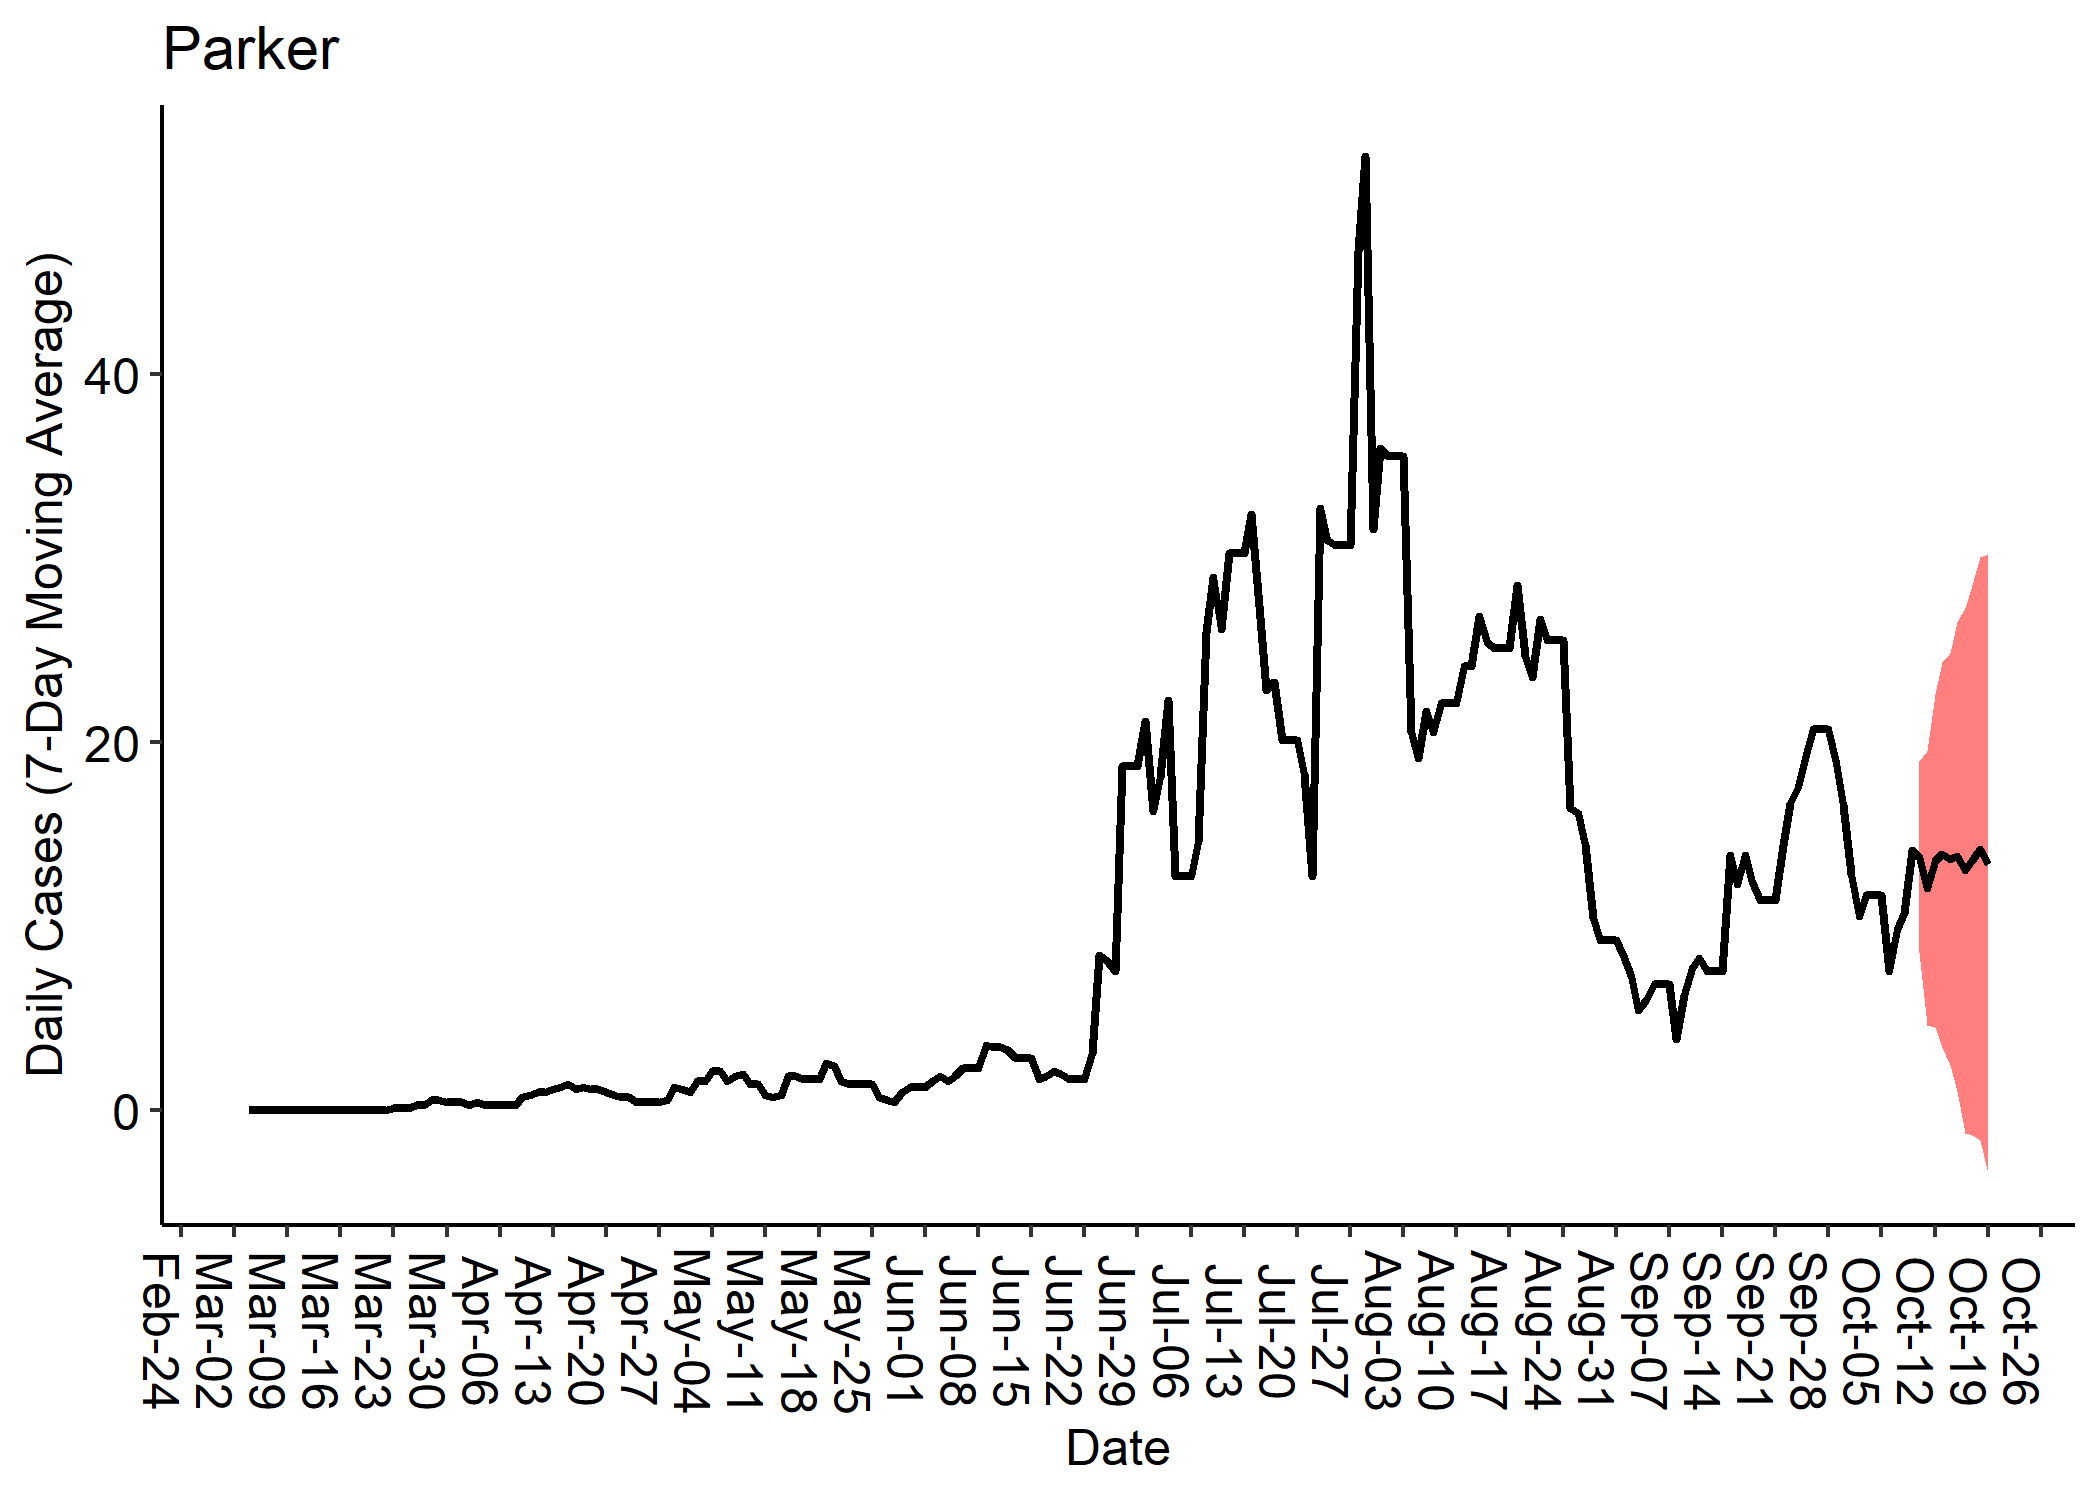 Parker
Daily Cases (7-Day Moving Average)
40
20
0
Feb-24
Mar-02
Mar-09
Mar-16
Mar-23
Mar-30
Apr-06
Apr-13
Apr-20
Apr-27
May-04
May-11
May-18
May-25
Jun-01
Jun-08
Jun-15
Jun-22
Jun-29
Jul-06
Jul-13
Jul-20
Jul-27
Aug-03
Aug-10
Aug-17
Aug-24
Aug-31
Sep-07
Sep-14
Sep-21
Sep-28
Oct-05
Oct-12
Oct-19
Oct-26
Date